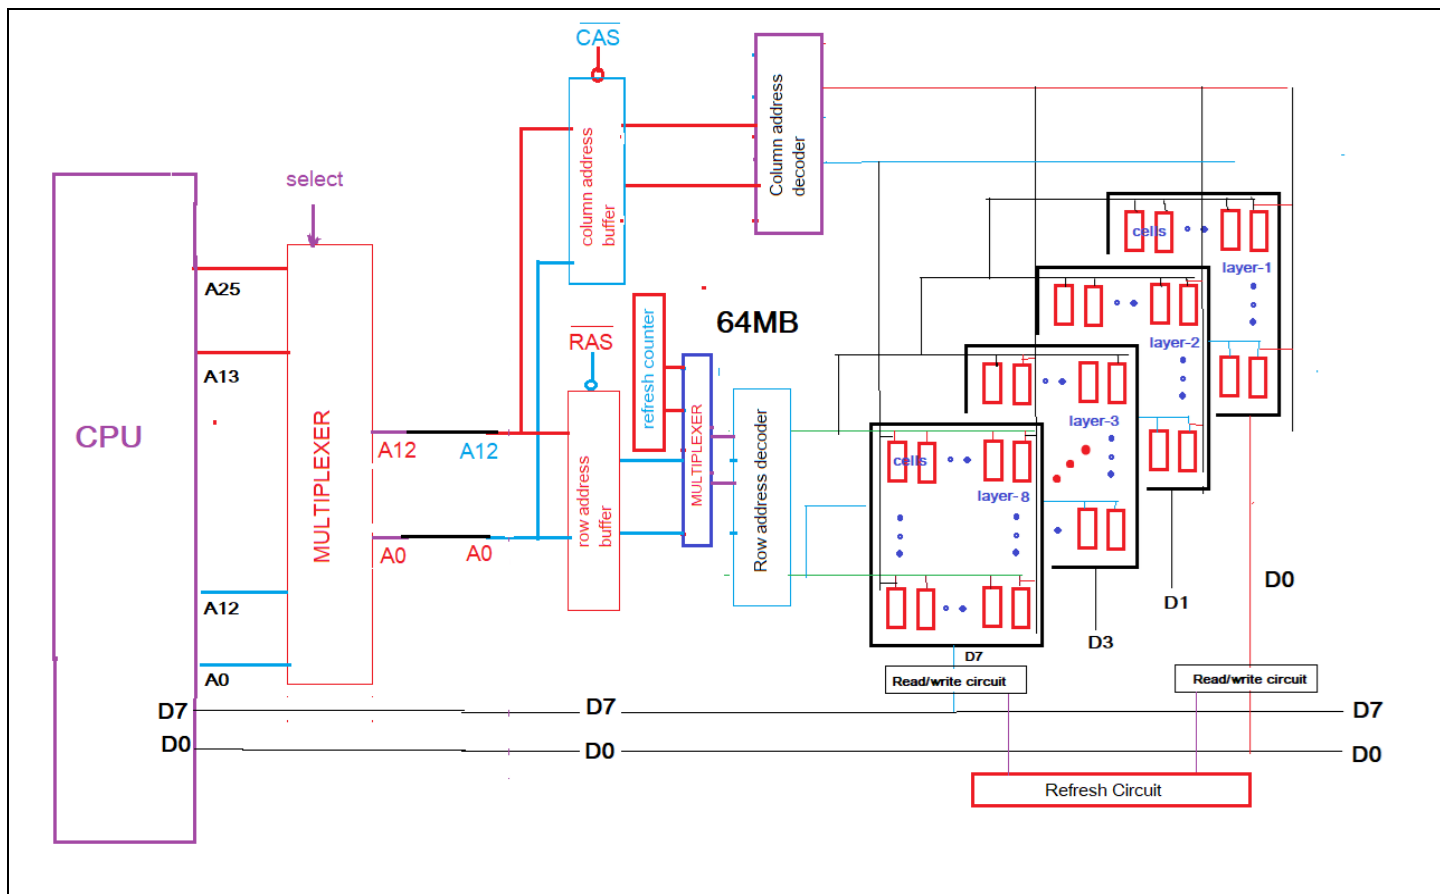 CAS
select
A25
A13
A12
A0
D7
D0
CPU
MULTIPLEXER
A12
A0
A12
A0
column address
buffer
Column address
decoder
RAS
refresh counter
row address
buffer
MULTIPLEXER
Row address decoder
64MB
cells
layer-1
layer-2
layer-3
cells
layer-8
D0
D1
D3
D7
Read/write circuit
Read/write circuit
D7
D7
D0
D0
Refresh Circuit